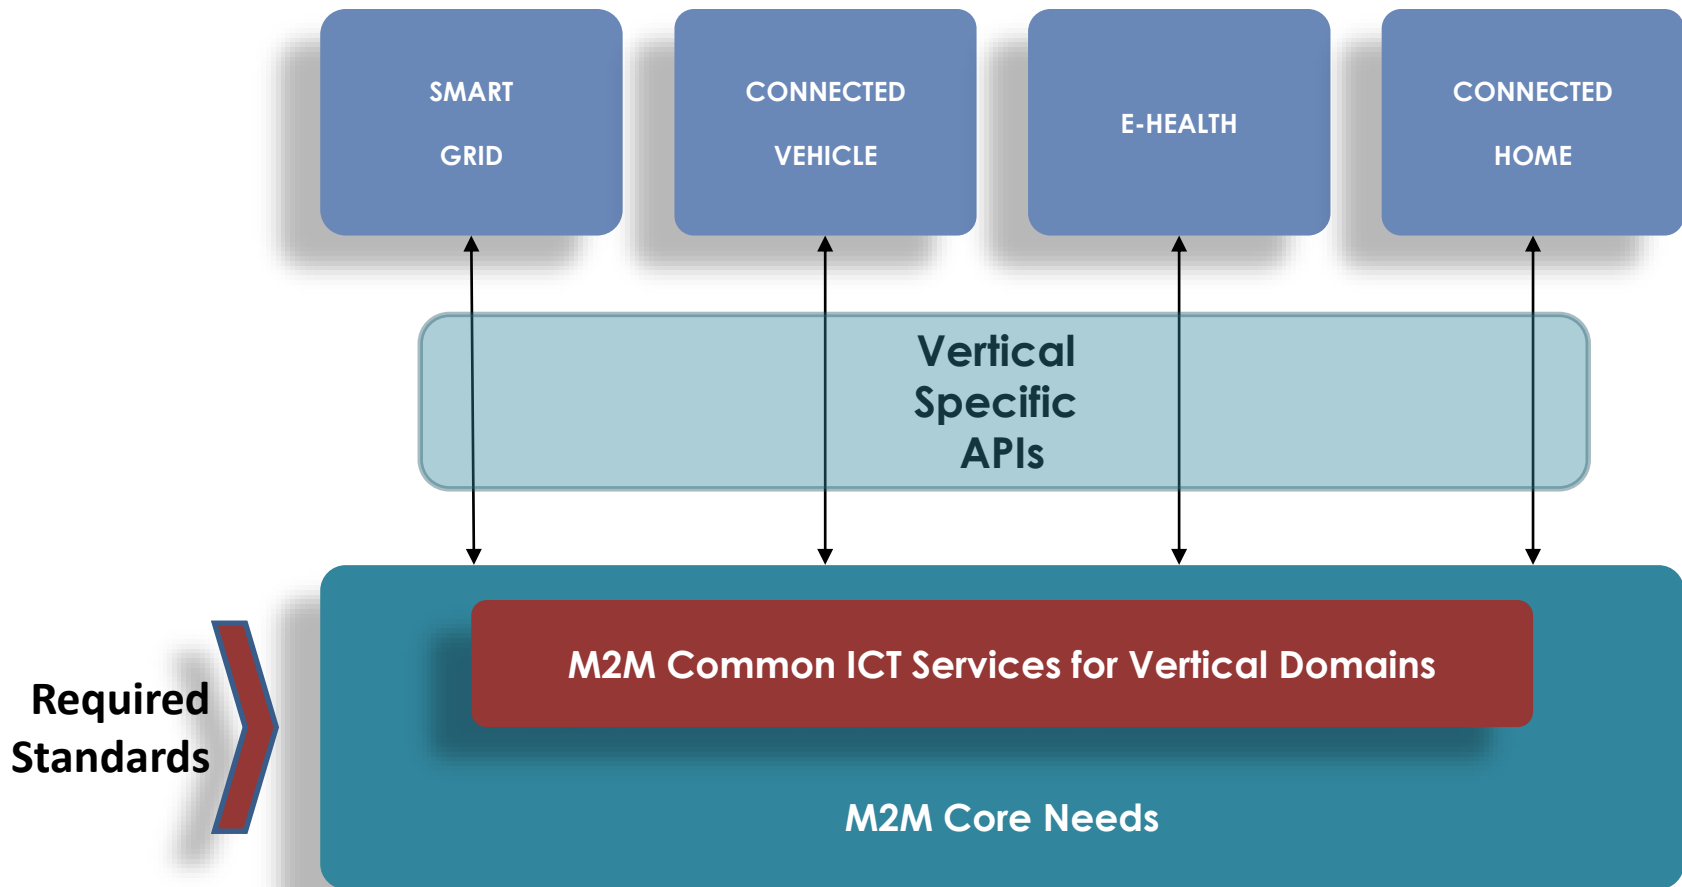 SMART
GRID
CONNECTED
VEHICLE
E-HEALTH
CONNECTED
HOME
Vertical
Specific
APIs
M2M Common ICT Services for Vertical Domains
Required
Standards
M2M Core Needs